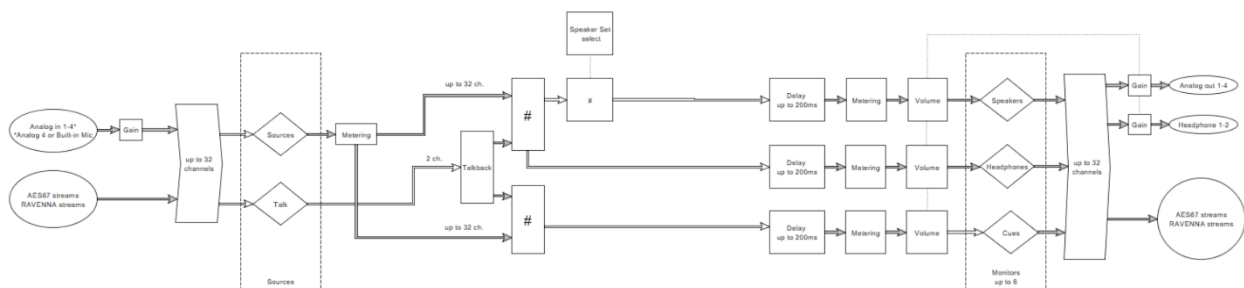 Analog in 1-4*
*Analog 4 or Built-in Mic
Gain
AES67 streams
RAVENNA streams
up to 32
channels
Sources
Talk
Sources
Metering
up to 32 ch.
2 ch.
Talkback
up to 32 ch.
#
#
Speaker Set
select
#
Delay
up to 200ms
Metering
Volume
Speakers
Delay
up to 200ms
Metering
Volume
Headphones
Delay
up to 200ms
Metering
Volume
Cues
Monitors
up to 6
up to 32
channels
Gain
Analog out 1-4
Gain
Headphone 1-2
AES67 streams
RAVENNA streams